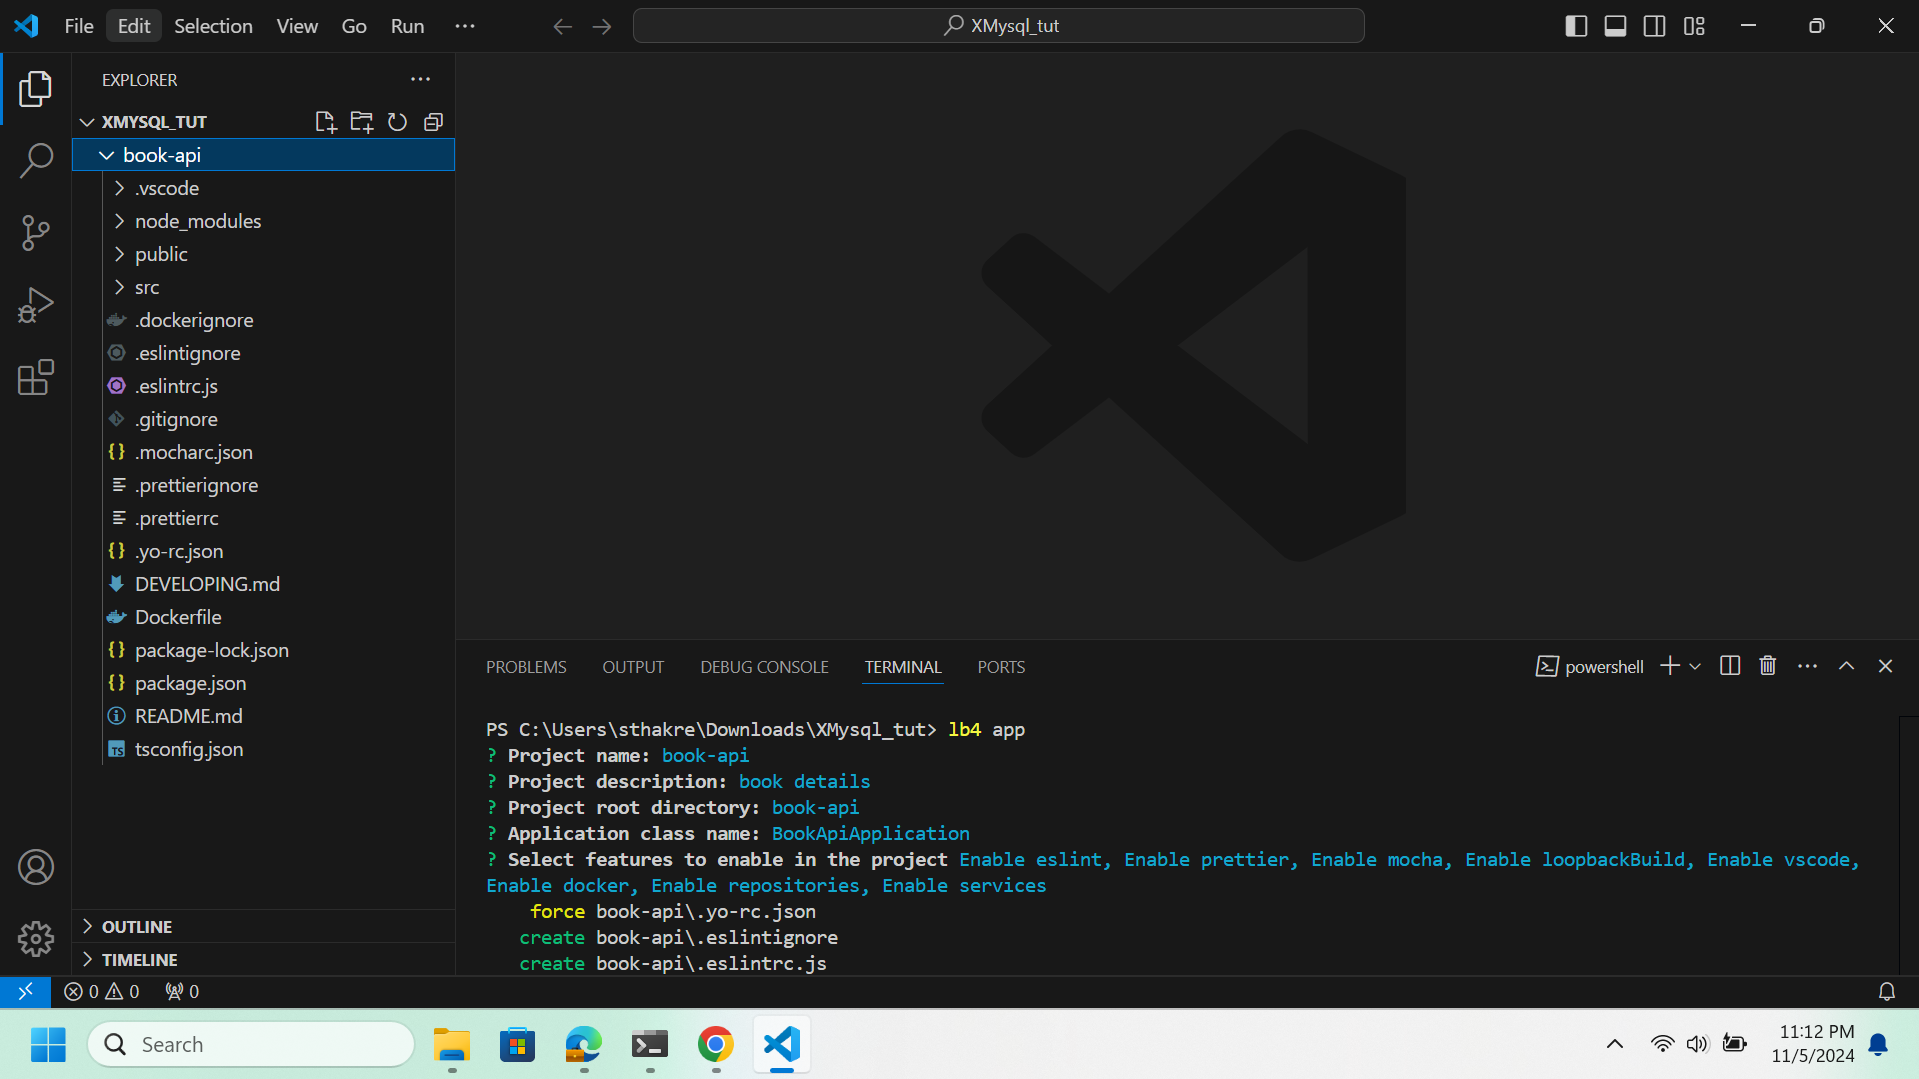 File Edit Selection View Go Run
XMysql_tut
EXPLORER
XMYSQL_TUT
book-api
.vscode
node_modules
public
src
.dockerignore
.eslintignore
.eslintrc.js
.gitignore
.mocharc.json
.prettierignore
.prettierrc
.yo-rc.json
DEVELOPING.md
Dockerfile
package-lock.json
package.json
README.md
tsconfig.json
OUTLINE
TIMELINE
PROBLEMS OUTPUT DEBUG CONSOLE TERMINAL PORTS
powershell
PS C:\Users\sthakre\Downloads\XMysql_tut> lb4 app
? Project name: book-api
? Project description: book details
? Project root directory: book-api
? Application class name: BookApiApplication
? Select features to enable in the project Enable eslint, Enable prettier, Enable mocha, Enable loopbackBuild, Enable vscode,
Enable docker, Enable repositories, Enable services
force book-api\.yo-rc.json
create book-api\.eslintignore
create book-api\.eslintrc.js
0 0 0
Search
11:12 PM
11/5/2024